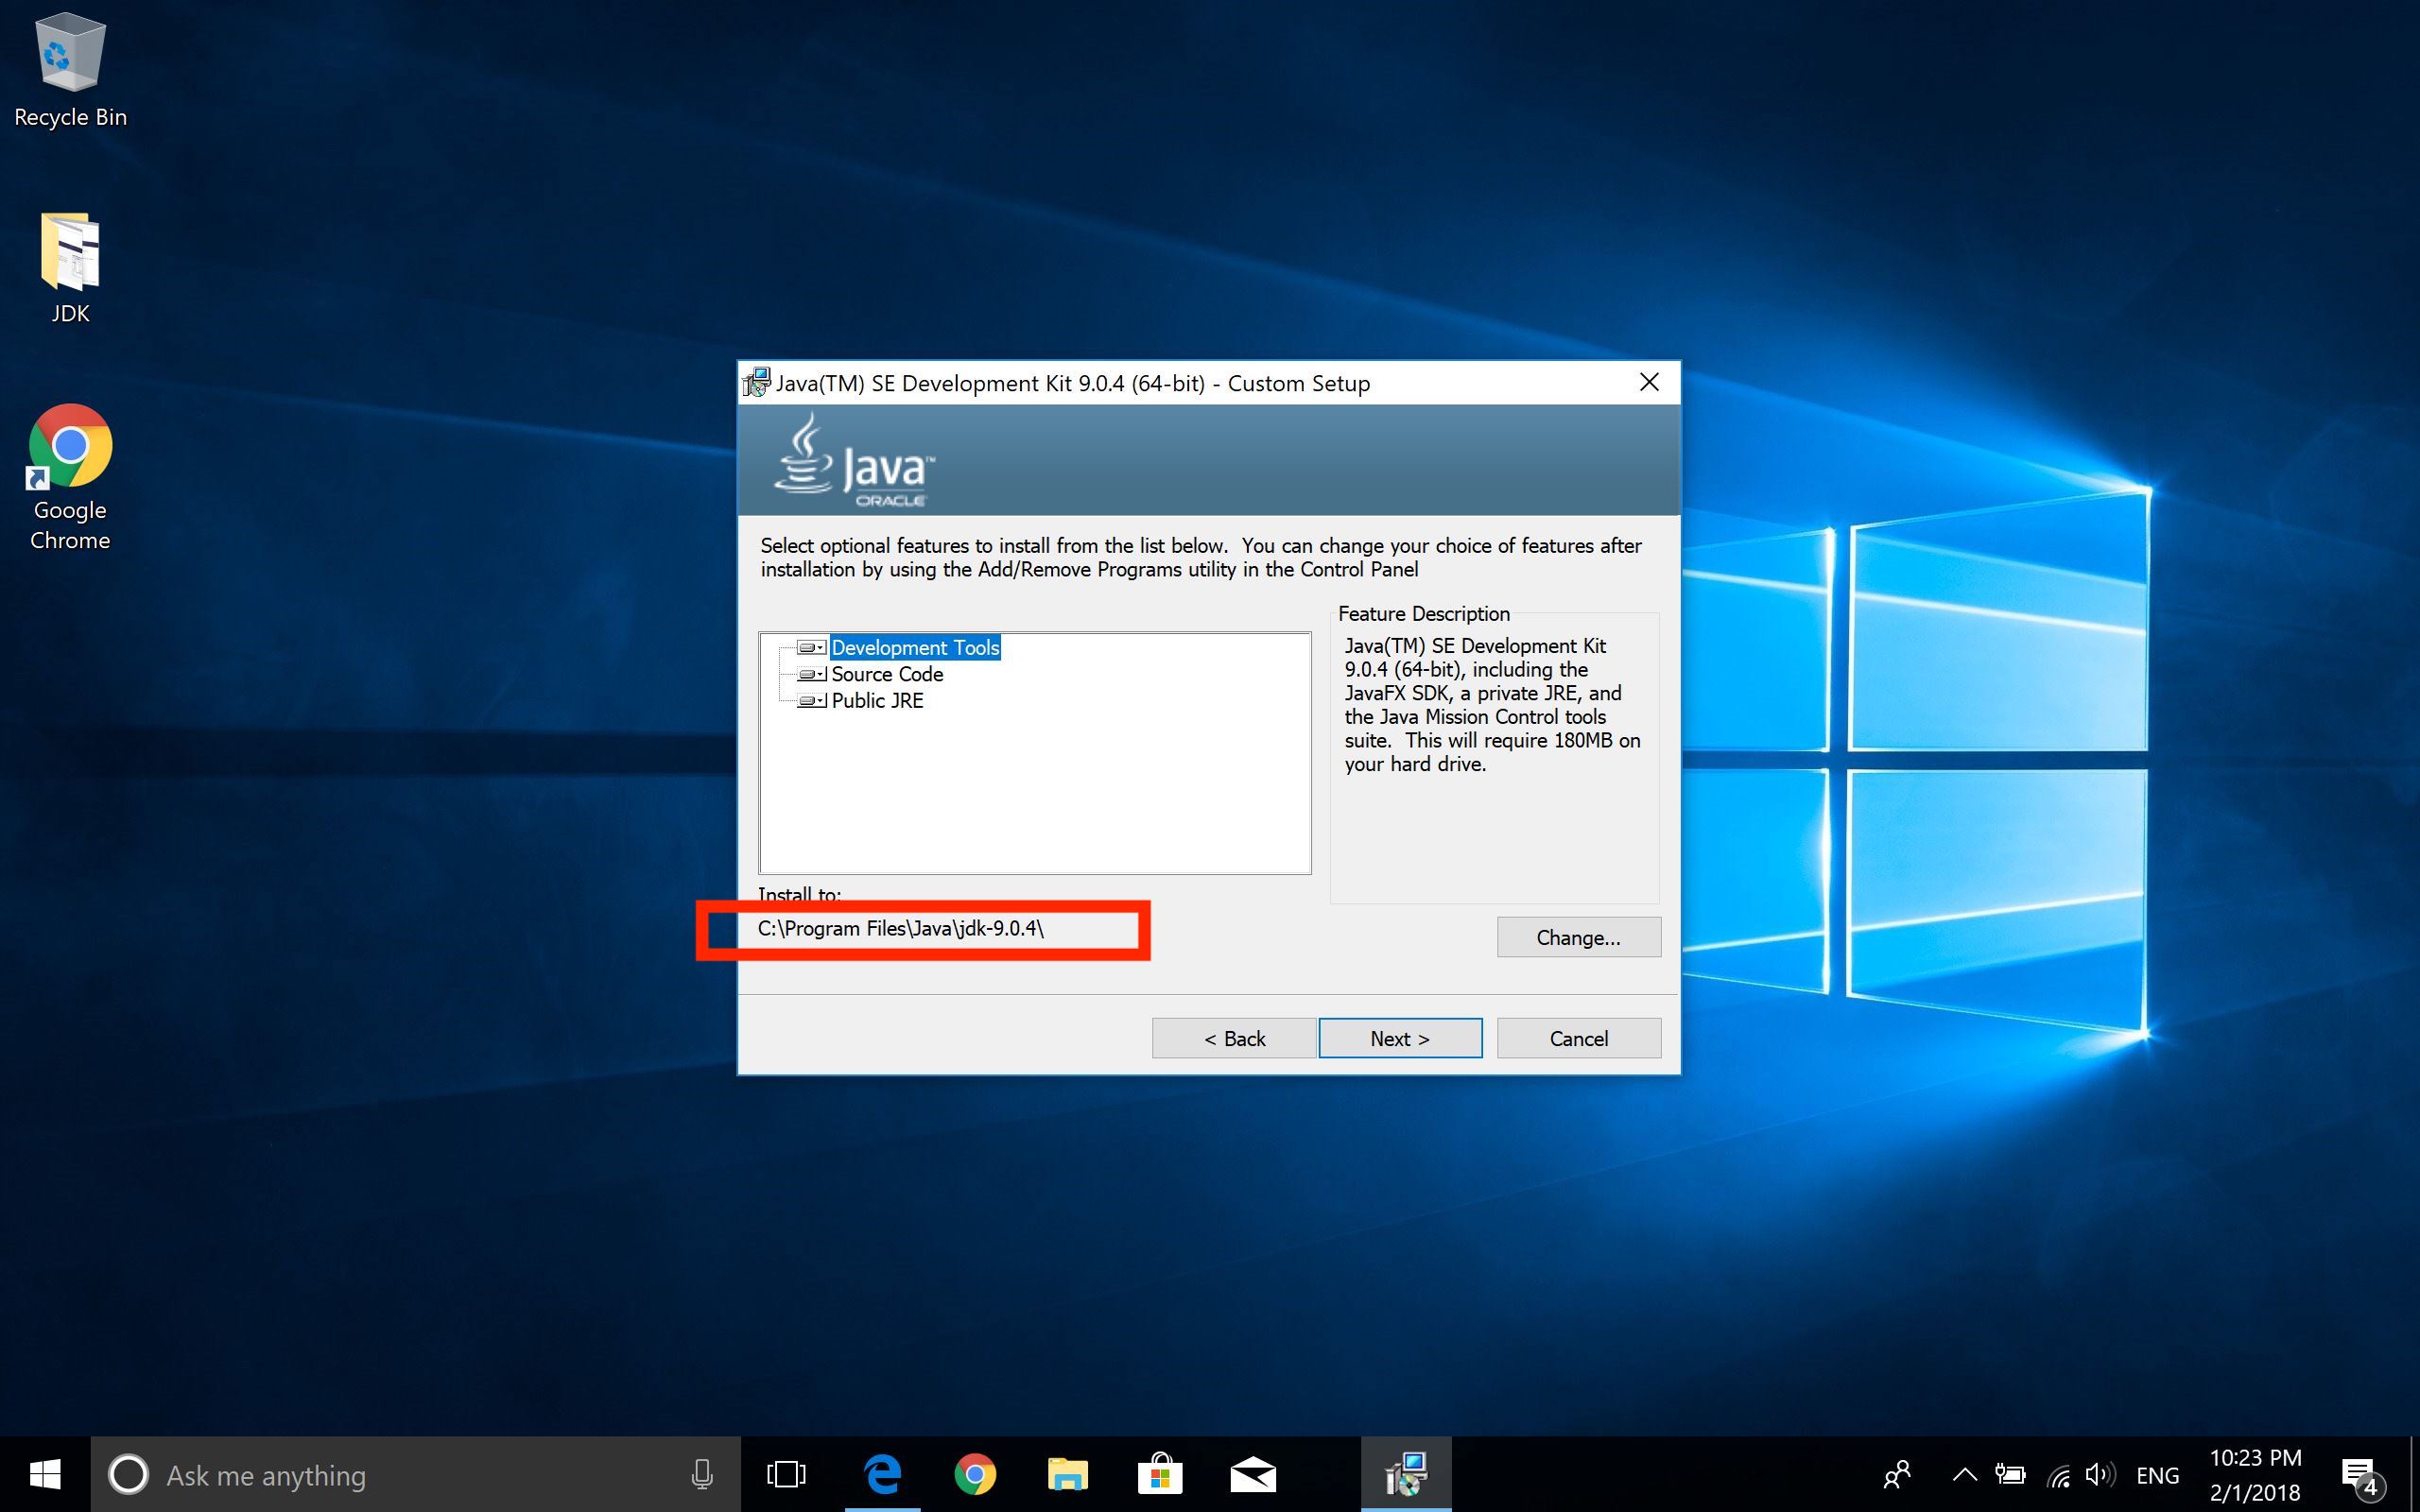 Recycle Bin
JDK
Google
Chrome
Java(TM) SE Development Kit 9.0.4 (64-bit) - Custom Setup
Java™
ORACLE
Select optional features to install from the list below.  You can change your choice of features after
installation by using the Add/Remove Programs utility in the Control Panel
Development Tools
Source Code
Public JRE
Feature Description
Java(TM) SE Development Kit
9.0.4 (64-bit), including the
JavaFX SDK, a private JRE, and
the Java Mission Control tools
suite.  This will require 180MB on
your hard drive.
Install to:
C:\Program Files\Java\jdk-9.0.4\
Change...
< Back
Next >
Cancel
Ask me anything
ENG
10:23 PM
2/1/2018
4